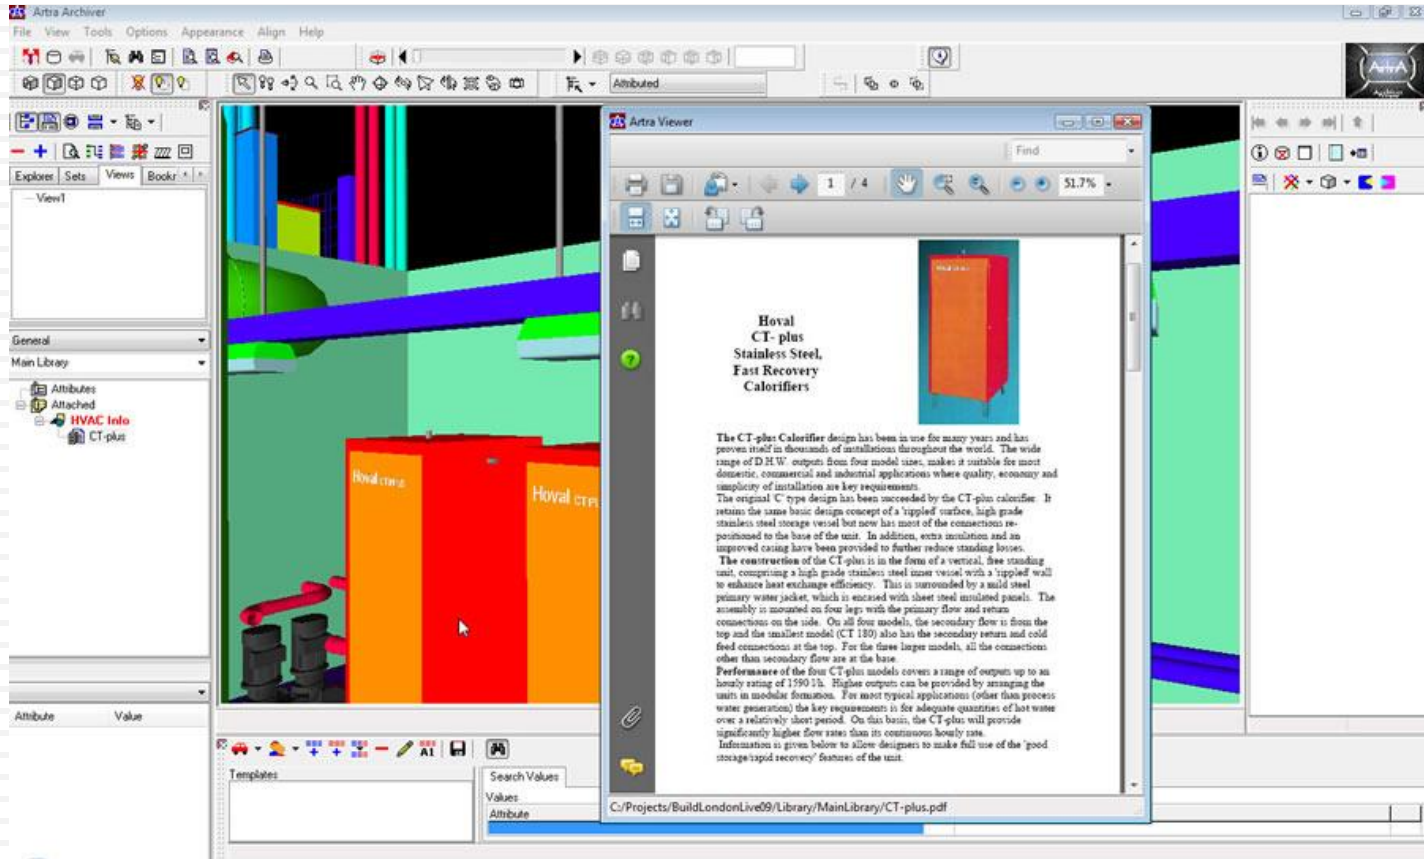 Artra Archiver
File View Tools Options Appearance Align Help
Attributed
ArtrA
Archiver
Explorer Sets Views Bookr
View1
General
Main Library
Attributes
Attached
HVAC Info
CT-plus
Attribute Value
Hoval CT PLUS
Hoval CT PL
Templates
A1
Search Values
Values
Attribute
Artra Viewer
Find
1 / 4 51.7%
Hoval
Hoval
CT- plus
Stainless Steel,
Fast Recovery
Calorifiers
The CT-plus Calorifier design has been in use for many years and has
proven itself in thousands of installations throughout the world. The wide
range of D.H.W. outputs from four model sizes, makes it suitable for most
domestic, commercial and industrial applications where quality, economy and
simplicity of installation are key requirements.
The original 'C' type design has been succeeded by the CT-plus calorifier. It
retains the same basic design concept of a 'rippled' surface, high grade
stainless steel storage vessel but now has most of the connections re-
positioned to the base of the unit. In addition, extra insulation and an
improved casing have been provided to further reduce standing losses.
The construction of the CT-plus is in the form of a vertical, free standing
unit, comprising a high grade stainless steel inner vessel with a 'rippled' wall
to enhance heat exchange efficiency. This is surrounded by a mild steel
primary water jacket, which is encased with sheet steel insulated panels. The
assembly is mounted on four legs with the primary flow and return
connections on the side. On all four models, the secondary flow is from the
top and the smallest model (CT 180) also has the secondary return and cold
feed connections at the top. For the three larger models, all the connections
other than secondary flow are at the base.
Performance of the four CT-plus models covers a range of outputs up to an
hourly rating of 1590 l/h. Higher outputs can be provided by arranging the
units in modular formation. For most typical applications (other than process
water generation) the key requirements is for adequate quantities of hot water
over a relatively short period. On this basis, the CT-plus will provide
significantly higher flow rates than its continuous hourly rate.
Information is given below to allow designers to make full use of the 'good
storage/rapid recovery' features of the unit.
C:/Projects/BuildLondonLive09/Library/MainLibrary/CT-plus.pdf